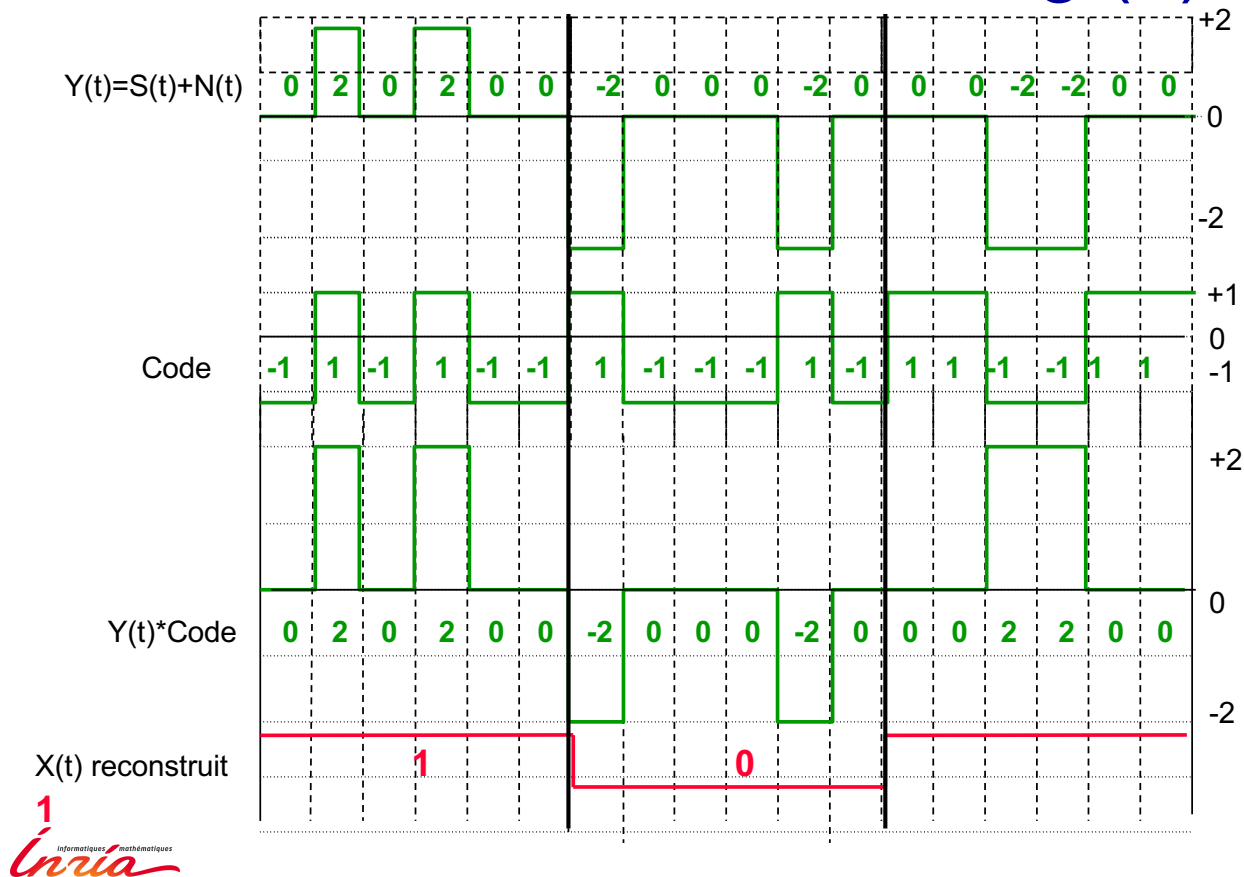 +2
Y(t)=S(t)+N(t) 0 2 0 2 0 0 -2 0 0 0 -2 0 0 0 -2 -2 0 0
0
-2
+1
0
Code -1 1 -1 1 -1 -1 1 -1 -1 -1 1 -1 1 1 -1 -1 1 1 -1
+2
0
Y(t)*Code 0 2 0 2 0 0 -2 0 0 0 -2 0 0 0 2 2 0 0
-2
X(t) reconstruit 1 0
1
informatiques mathématiques
Inria